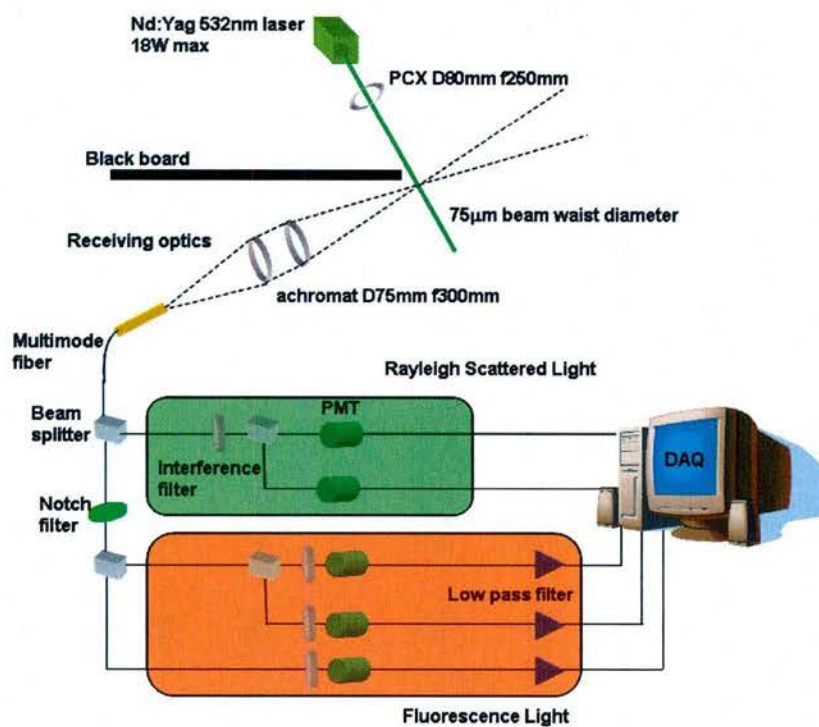 Nd:Yag 532nm laser
18W max
PCX D80mm f250mm
Black board
75μm beam waist diameter
Receiving optics
achromat D75mm f300mm
Multimode
fiber
Rayleigh Scattered Light
Beam
splitter
PMT
DAQ
Interference
filter
Notch
filter
Low pass filter
Fluorescence Light